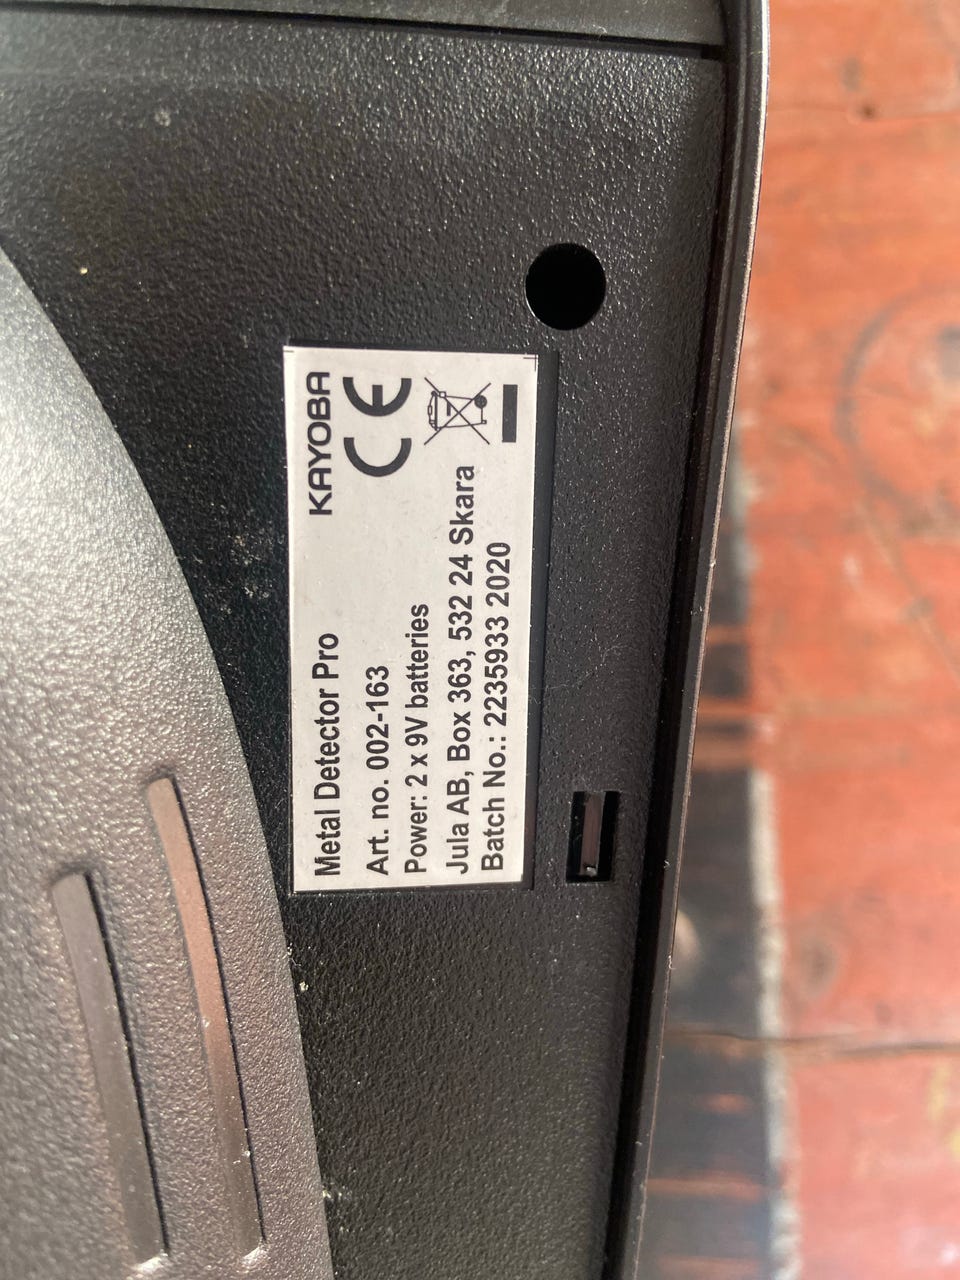 KAYOBA
Metal Detector Pro
CE
Art. no. 002-163
Power: 2 x 9V batteries
Jula AB, Box 363, 532 24 Skara
Batch No.: 2235933 2020